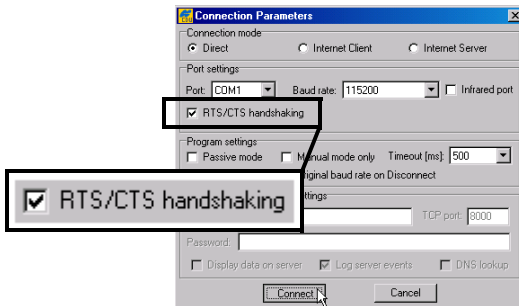 Connection Parameters
Connection mode
Direct Internet Client Internet Server
Port settings
Port: COM1 Baud rate: 115200 Infrared port
RTS/CTS handshaking
Program settings
Passive mode Manual mode only Timeout [ms]: 500
RTS/CTS handshaking
original baud rate on Disconnect
ttings
TCP port: 8000
Password:
Display data on server Log server events DNS lookup
Connect Cancel